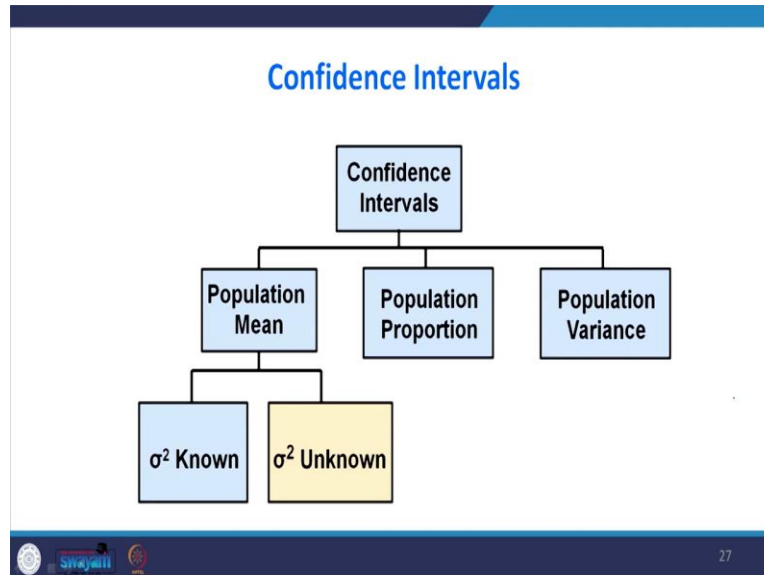 Confidence Intervals
Confidence
Intervals
Population
Mean
Population
Proportion
Population
Variance
σ² Known
σ² Unknown
swayam
27